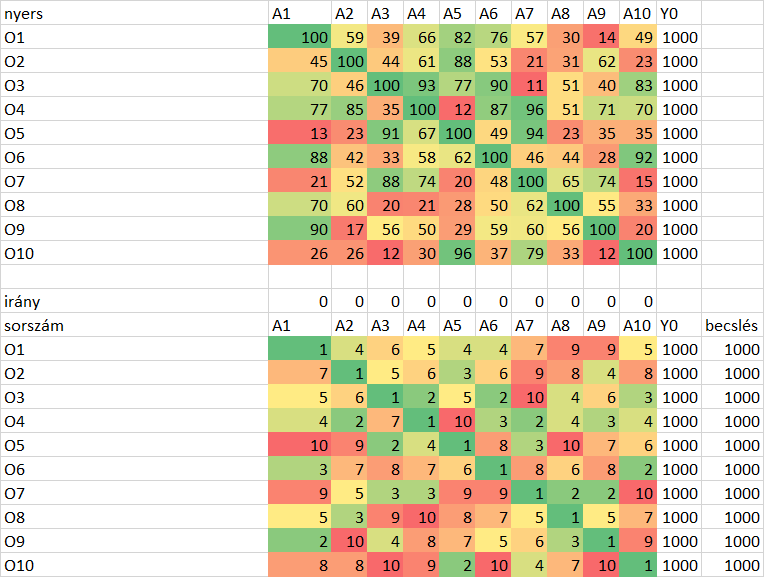 nyers A1 A2 A3 A4 A5 A6 A7 A8 A9 A10 Y0
O1 100 59 39 66 82 76 57 30 14 49 1000
O2 45 100 44 61 88 53 21 31 62 23 1000
O3 70 46 100 93 77 90 11 51 40 83 1000
O4 77 85 35 100 12 87 96 51 71 70 1000
O5 13 23 91 67 100 49 94 23 35 35 1000
O6 88 42 33 58 62 100 46 44 28 92 1000
O7 21 52 88 74 20 48 100 65 74 15 1000
O8 70 60 20 21 28 50 62 100 55 33 1000
O9 90 17 56 50 29 59 60 56 100 20 1000
O10 26 26 12 30 96 37 79 33 12 100 1000
irány 0 0 0 0 0 0 0 0 0 0
sorszám A1 A2 A3 A4 A5 A6 A7 A8 A9 A10 Y0 becslés
O1 1 4 6 5 4 4 7 9 9 5 1000 1000
O2 7 1 5 6 3 6 9 8 4 8 1000 1000
O3 5 6 1 2 5 2 10 4 6 3 1000 1000
O4 4 2 7 1 10 3 2 4 3 4 1000 1000
O5 10 9 2 4 1 8 3 10 7 6 1000 1000
O6 3 7 8 7 6 1 8 6 8 2 1000 1000
O7 9 5 3 3 9 9 1 2 2 10 1000 1000
O8 5 3 9 10 8 7 5 1 5 7 1000 1000
O9 2 10 4 8 7 5 6 3 1 9 1000 1000
O10 8 8 10 9 2 10 4 7 10 1 1000 1000